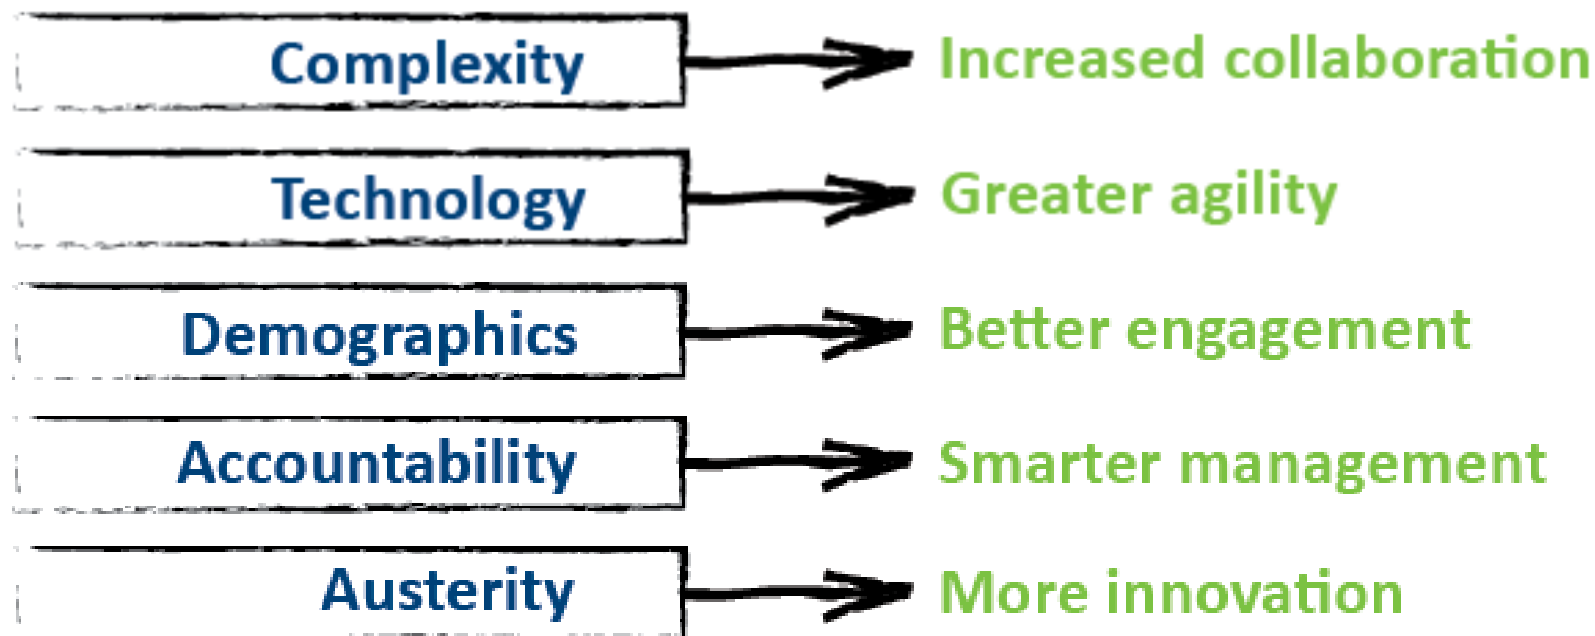 Complexity Increased collaboration
Technology Greater agility
Demographics Better engagement
Accountability Smarter management
Austerity More innovation